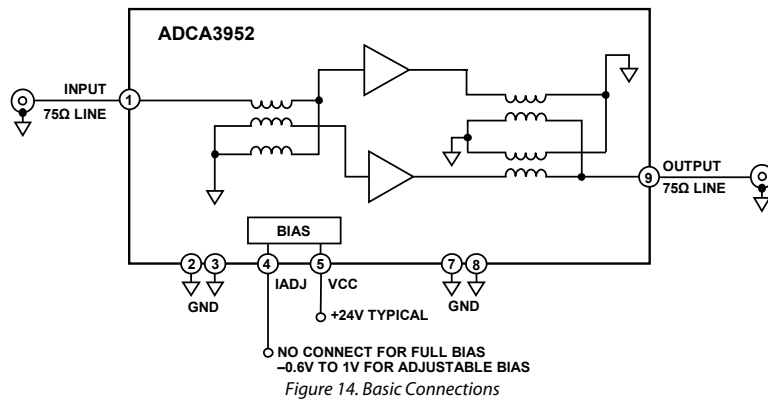 ADCA3952
INPUT
75Ω LINE
1
OUTPUT
75Ω LINE
9
BIAS
2 3 4 5 7 8
GND
IADJ
VCC
GND
+24V TYPICAL
NO CONNECT FOR FULL BIAS
–0.6V TO 1V FOR ADJUSTABLE BIAS
Figure 14. Basic Connections